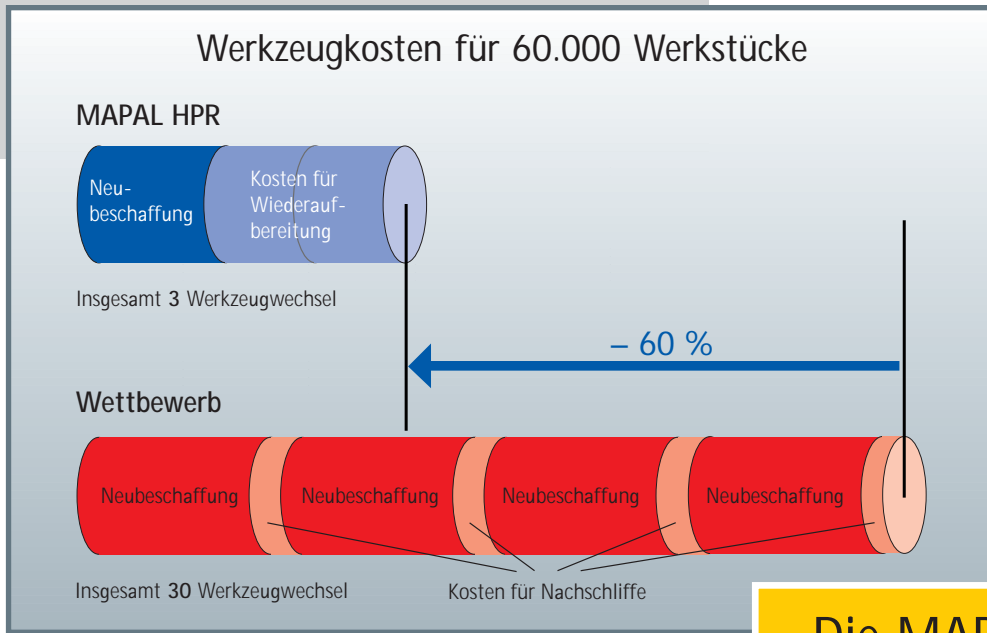 Werkzeugkosten für 60.000 Werkstücke
MAPAL HPR
Neu-
beschaffung
Kosten für
Wiederauf-
bereitung
Insgesamt 3 Werkzeugwechsel
– 60 %
Wettbewerb
Neubeschaffung Neubeschaffung Neubeschaffung Neubeschaffung
Insgesamt 30 Werkzeugwechsel
Kosten für Nachschliffe
Die